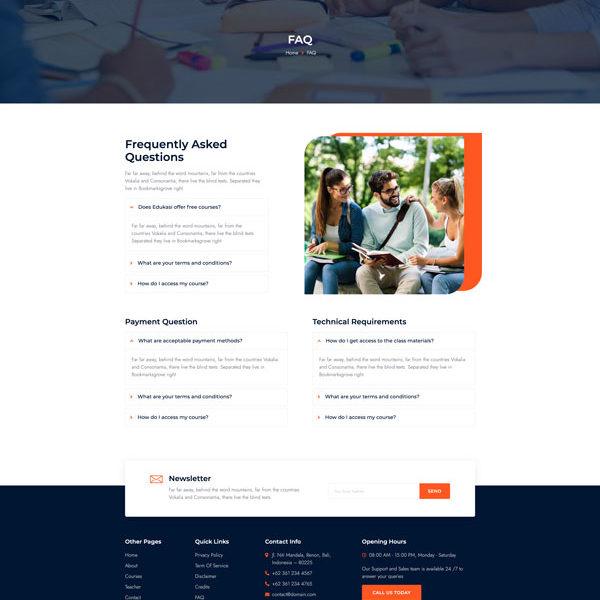 FAQ
Home > FAQ
Frequently Asked
Questions
Far far away, behind the word mountains, far from the countries
Vokalia and Consonantia, there live the blind texts. Separated they
live in Bookmarksgrove right
Does Edukasi offer free courses?
Far far away, behind the word mountains, far from the
countries Vokalia and Consonantia, there live the blind texts.
Separated they live in Bookmarksgrove right
What are your terms and conditions?
How do I access my course?
Payment Question
What are acceptable payment methods?
Far far away, behind the word mountains, far from the countries Vokalia
and Consonantia, there live the blind texts. Separated they live in
Bookmarksgrove right
What are your terms and conditions?
How do I access my course?
Technical Requirements
How do I get access to the class materials?
Far far away, behind the word mountains, far from the countries Vokalia
and Consonantia, there live the blind texts. Separated they live in
Bookmarksgrove right
What are your terms and conditions?
How do I access my course?
Newsletter
Far far away, behind the word mountains, far from the countries
Vokalia and Consonantia, there live the blind texts.
SEND
Other Pages
Home
About
Courses
Teacher
Contact
Quick Links
Privacy Policy
Term Of Service
Disclaimer
Credits
FAQ
Contact Info
Jl. Nia Mandala, Renon, Bali,
Indonesia – 80225
+62 361 234 4567
+62 361 234 4765
contact@domain.com
Opening Hours
08:00 AM - 15:00 PM, Monday - Saturday
Our Support and Sales team is available 24 /7 to
answer your queries
CALL US TODAY